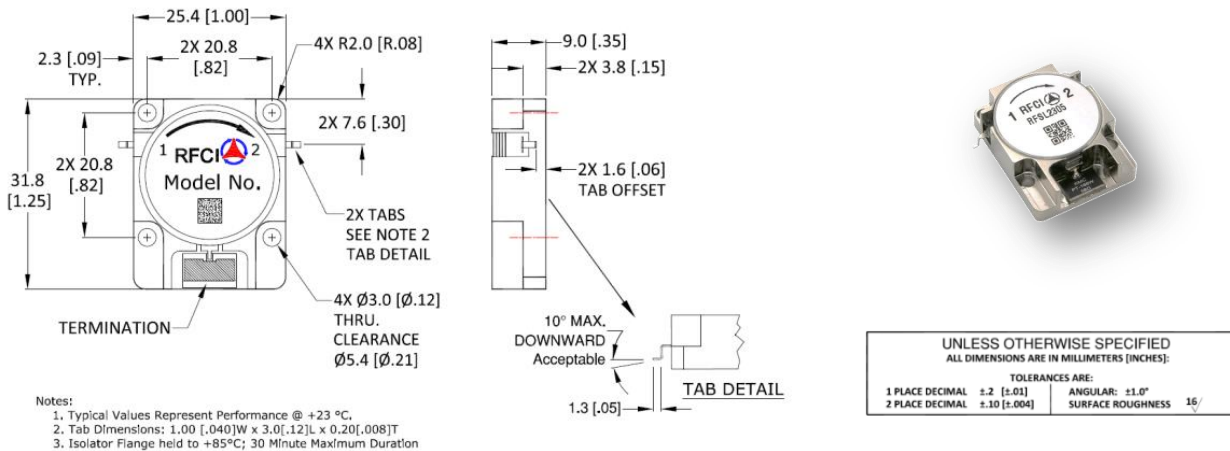 25.4 [1.00]
2X 20.8
[.82]
2.3 [.09]
TYP.
4X R2.0 [R.08]
2X 7.6 [.30]
2X 20.8
[.82]
31.8
[1.25]
1 RFCI 2
Model No.
2X TABS
SEE NOTE 2
TAB DETAIL
TERMINATION
4X Ø3.0 [Ø.12]
THRU.
CLEARANCE
Ø5.4 [Ø.21]
9.0 [.35]
2X 3.8 [.15]
2X 1.6 [.06]
TAB OFFSET
10° MAX.
DOWNWARD
Acceptable
1.3 [.05]
TAB DETAIL
1 RFCI 2
RFSL2305
UNLESS OTHERWISE SPECIFIED
ALL DIMENSIONS ARE IN MILLIMETERS [INCHES]:
TOLERANCES ARE:
1 PLACE DECIMAL ±.2 [±.01] ANGULAR: ±1.0°
2 PLACE DECIMAL ±.10 [±.004] SURFACE ROUGHNESS 16/
Notes:
1. Typical Values Represent Performance @ +23 °C.
2. Tab Dimensions: 1.00 [.040]W x 3.0[.12]L x 0.20[.008]T
3. Isolator Flange held to +85°C; 30 Minute Maximum Duration